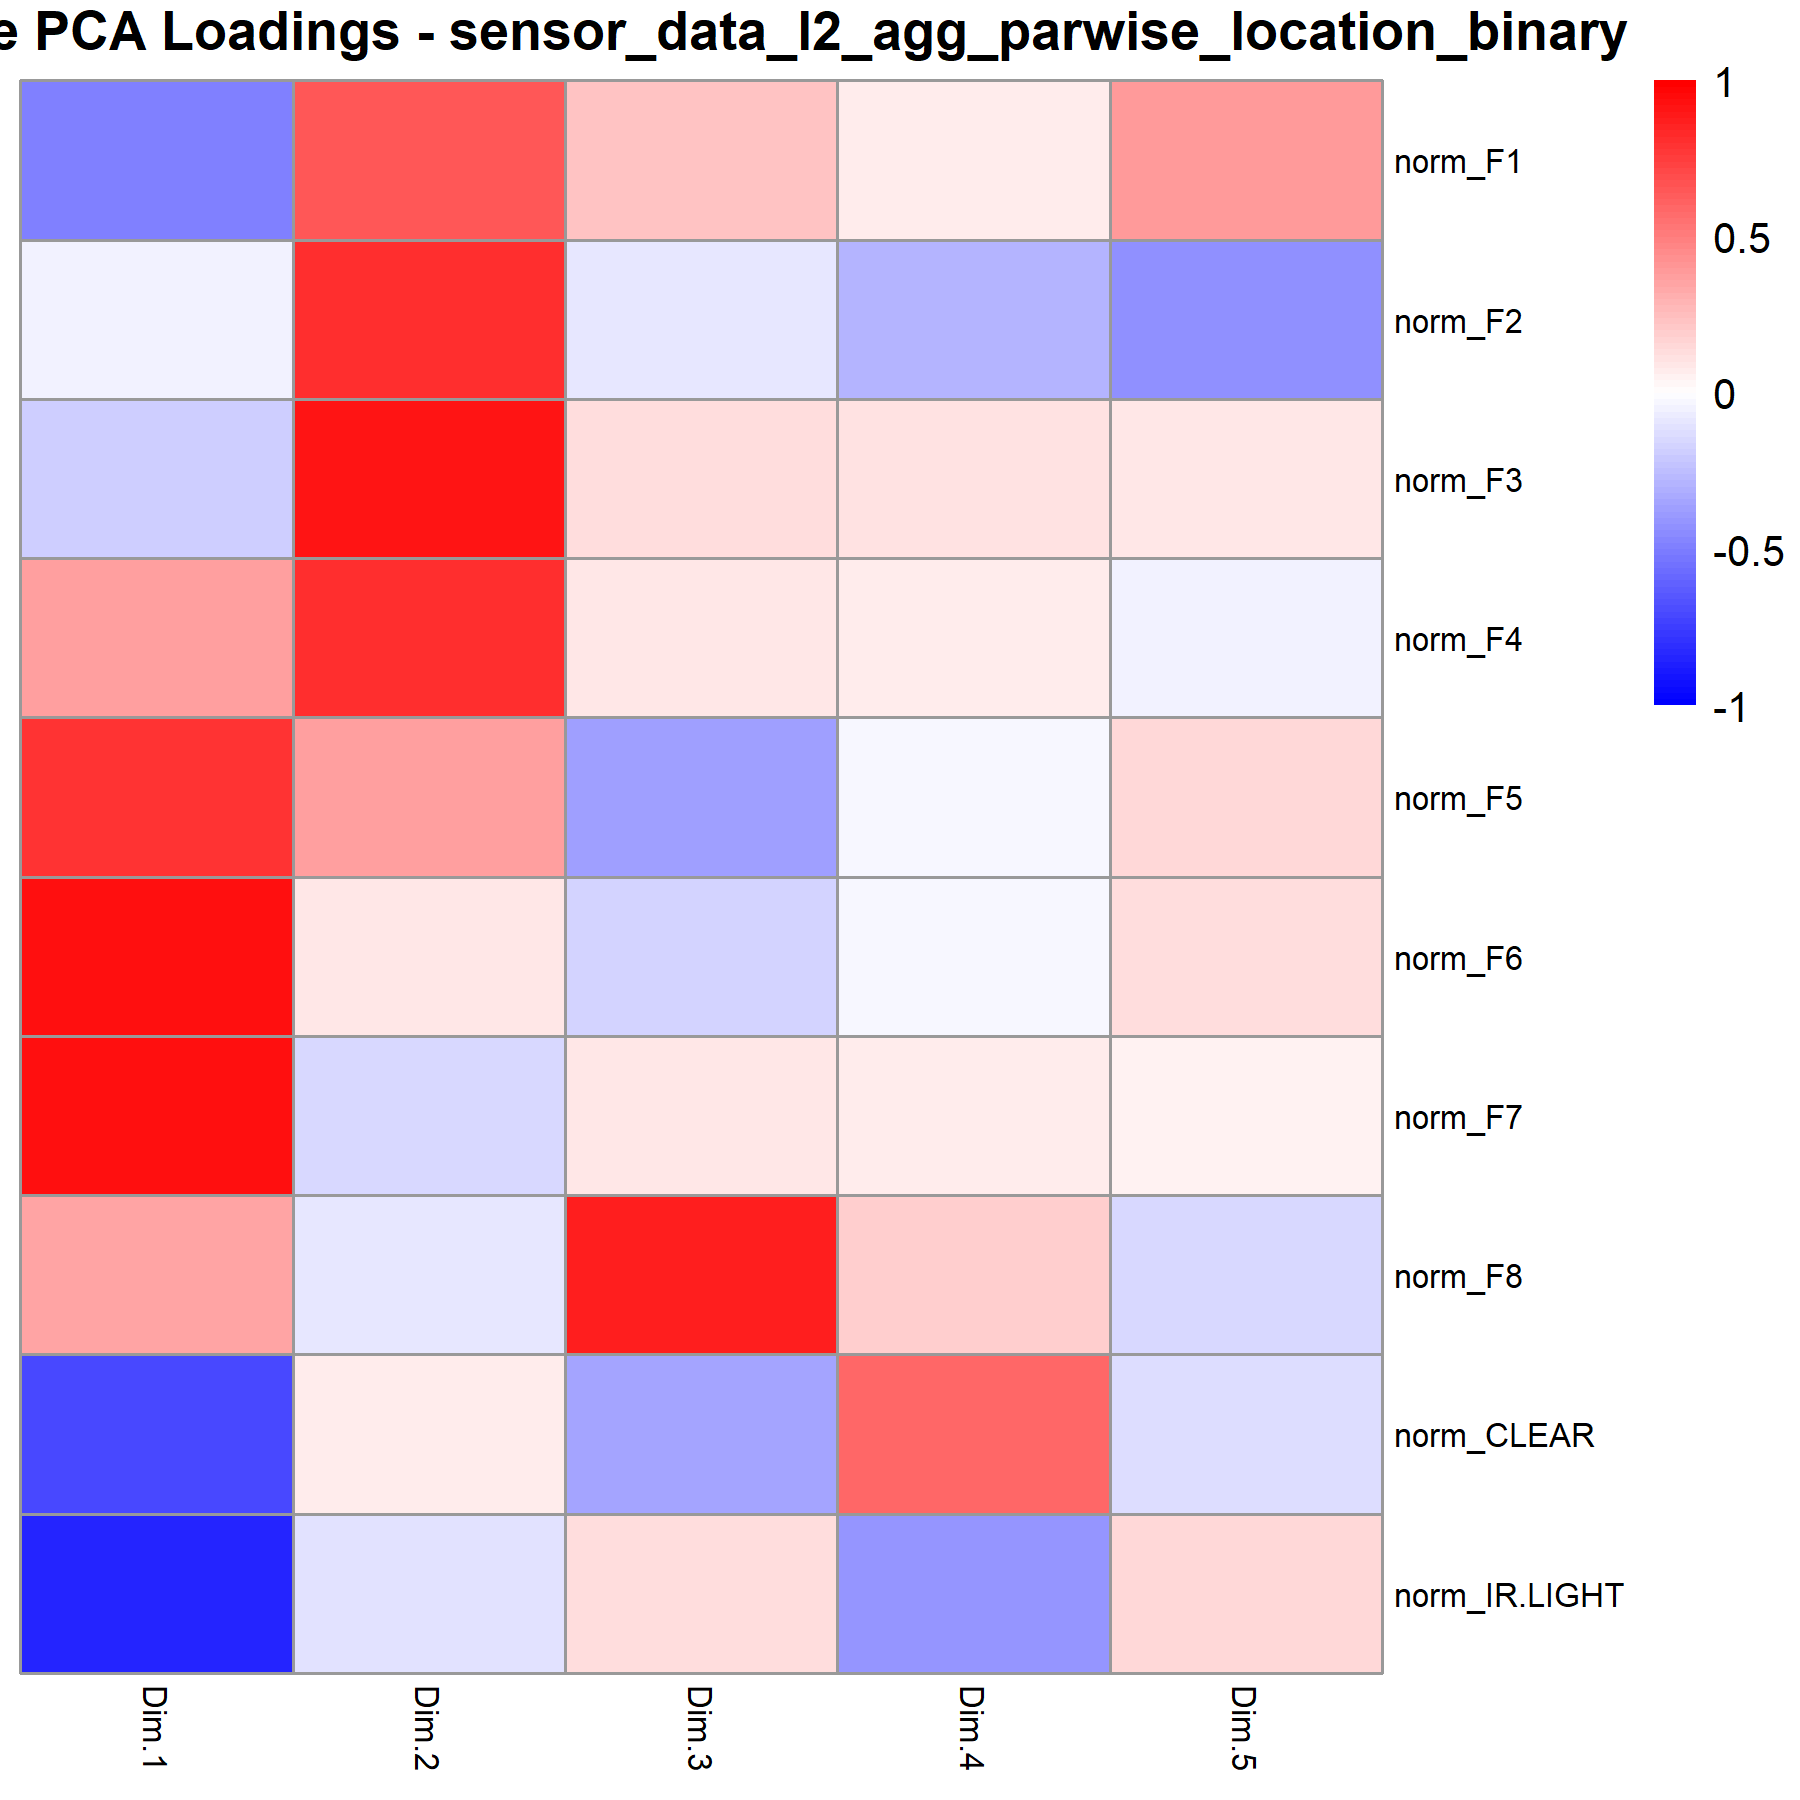 e PCA Loadings - sensor_data_l2_agg_parwise_location_binary
1
0.5
0
-0.5
-1
norm_F1
norm_F2
norm_F3
norm_F4
norm_F5
norm_F6
norm_F7
norm_F8
norm_CLEAR
norm_IR.LIGHT
Dim.1
Dim.2
Dim.3
Dim.4
Dim.5